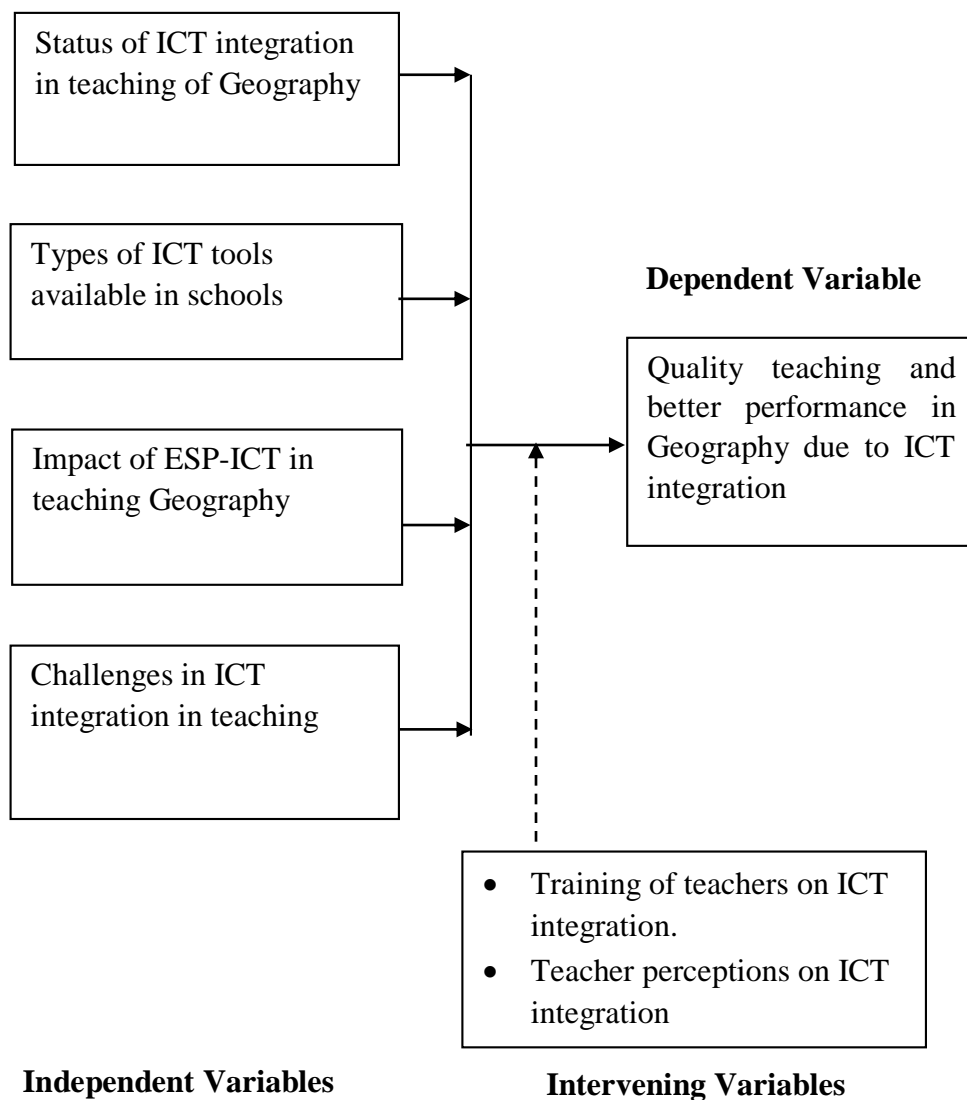 Status of ICT integration
in teaching of Geography
Types of ICT tools
available in schools
Impact of ESP-ICT in
teaching Geography
Challenges in ICT
integration in teaching
Independent Variables
Dependent Variable
Quality teaching and
better performance in
Geography due to ICT
integration
• Training of teachers on ICT
integration.
• Teacher perceptions on ICT
integration
Intervening Variables